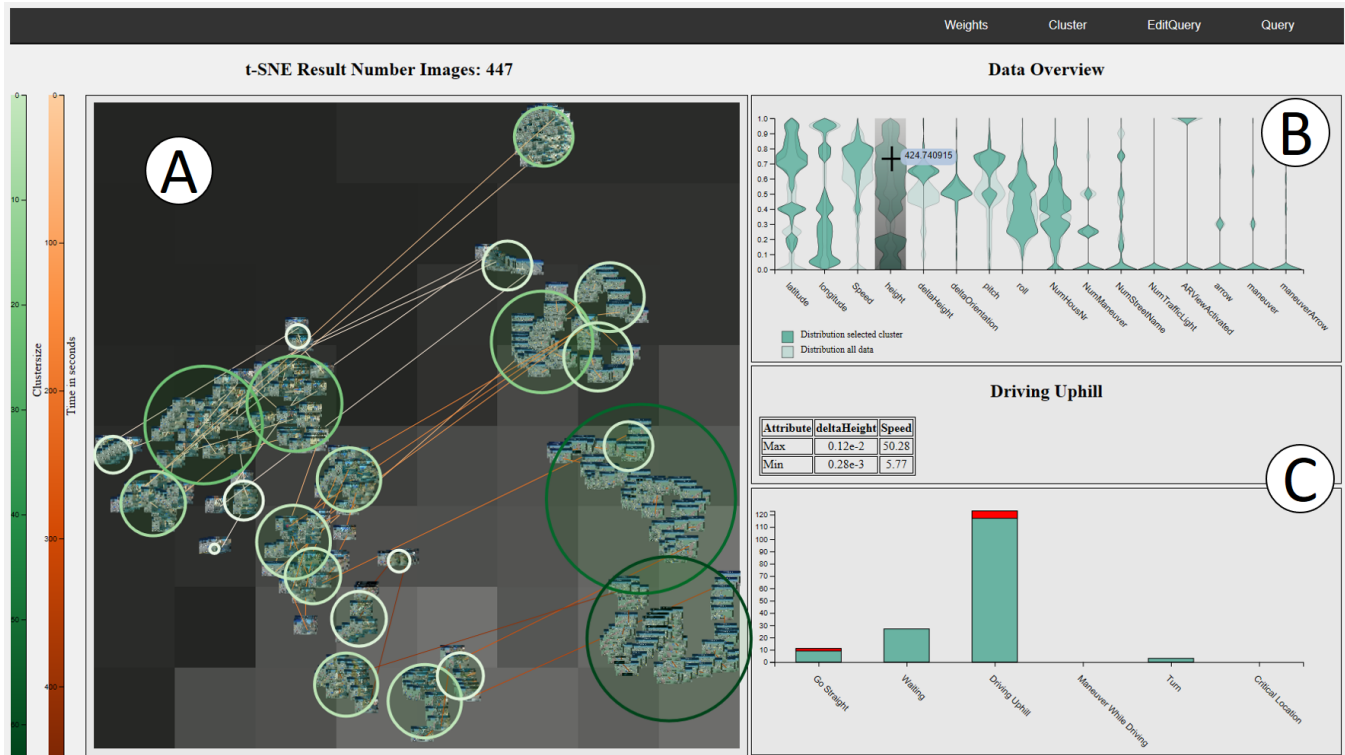 Weights Cluster EditQuery Query
t-SNE Result Number Images: 447
Data Overview
0
20
30
40
50
60
Clustersize
0
100
200
300
400
Time in seconds
A
B
1.0
0.9
0.8
0.7
0.6
0.5
0.4
0.3
0.2
0.1
0.0
424.740915
latitude
longitude
Speed
height
deltaHeight
deltaOrientation
pitch
roll
NumHousNr
NumManeuver
NumStreetName
NumTrafficLight
ARViewActivated
arrow
maneuver
maneuverArrow
Distribution selected cluster
Distribution all data
Driving Uphill
Attribute deltaHeight Speed
Max 0.12e-2 50.28
Min 0.28e-3 5.77
C
120
110
100
90
80
70
60
50
40
30
20
10
0
Go Straight
Waiting
Driving Uphill
Maneuver While Driving
Turn
Critical Location